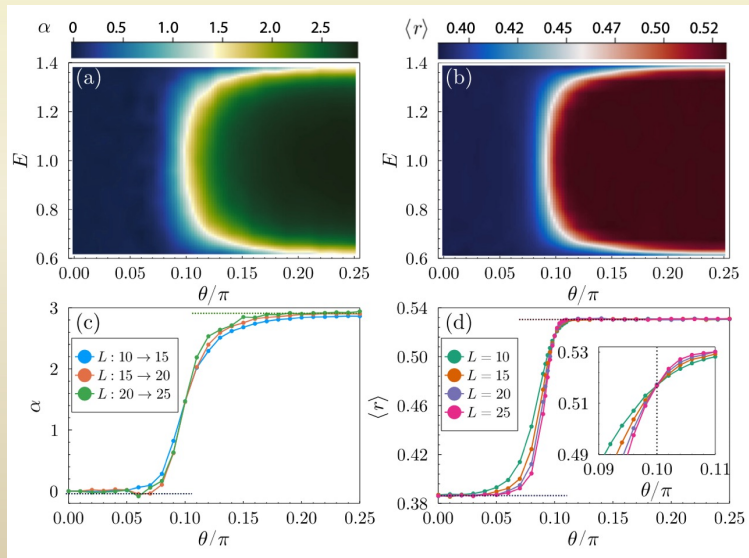 α 0 0.5 1.0 1.5 2.0 2.5
⟨r⟩ 0.40 0.42 0.45 0.47 0.50 0.52
(a)
1.4
1.2
1.0
0.8
0.6
E
0.00 0.05 0.10 0.15 0.20 0.25
θ/π
(b)
1.4
1.2
1.0
0.8
0.6
E
0.00 0.05 0.10 0.15 0.20 0.25
θ/π
(c)
3
2
1
0
α
L : 10 → 15
L : 15 → 20
L : 20 → 25
0.00 0.05 0.10 0.15 0.20 0.25
θ/π
(d)
0.54
0.50
0.46
0.42
0.38
⟨r⟩
L = 10
L = 15
L = 20
L = 25
0.53
0.51
0.49
0.09 0.10 0.11
θ/π
0.00 0.05 0.10 0.15 0.20 0.25
θ/π